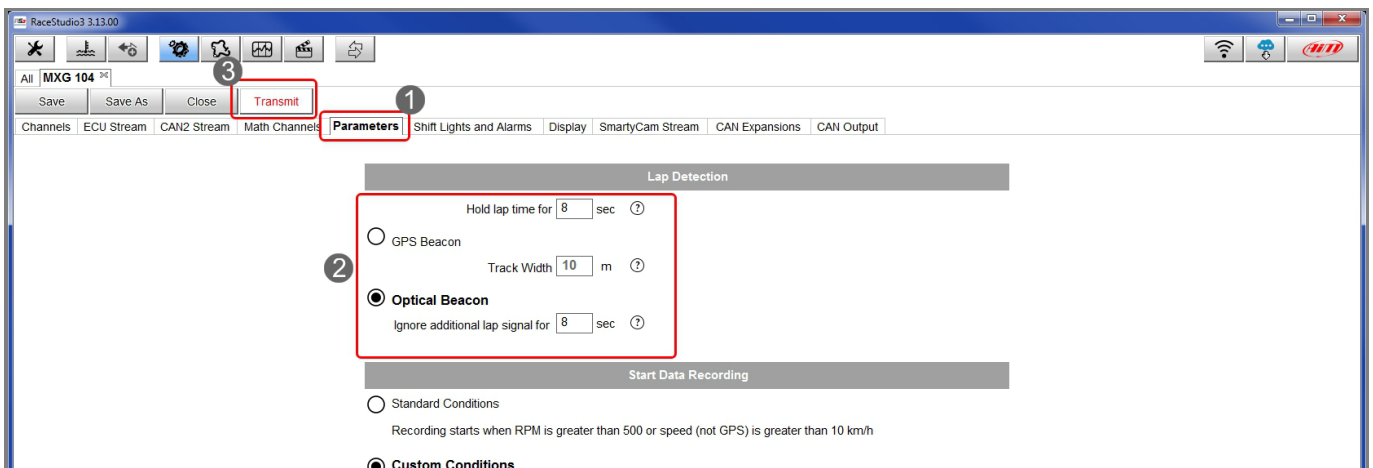 RaceStudio3 3.13.00
AiM
3
All MXG 104
Save Save As Close Transmit
1
Channels ECU Stream CAN2 Stream Math Channels Parameters Shift Lights and Alarms Display SmartyCam Stream CAN Expansions CAN Output
Lap Detection
Hold lap time for 8 sec ?
GPS Beacon
2
Track Width 10 m ?
Optical Beacon
Ignore additional lap signal for 8 sec ?
Start Data Recording
Standard Conditions
Recording starts when RPM is greater than 500 or speed (not GPS) is greater than 10 km/h
Custom Conditions